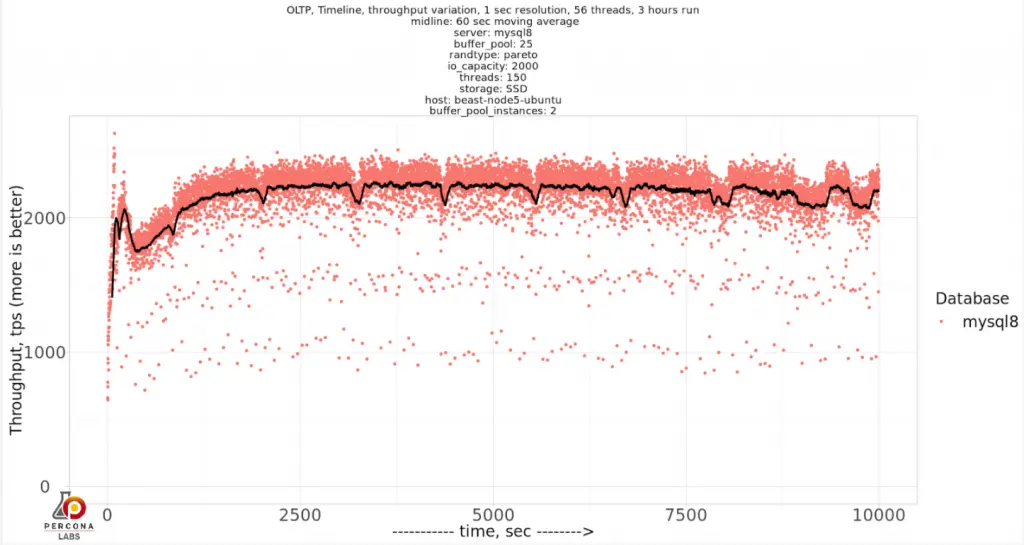 OLTP, Timeline, throughput variation, 1 sec resolution, 56 threads, 3 hours run
midline: 60 sec moving average
server: mysql8
buffer_pool: 25
randtype: pareto
io_capacity: 2000
threads: 150
storage: SSD
host: beast-node5-ubuntu
buffer_pool_instances: 2
Throughput, tps (more is better)
2000
1000
0
Database
mysql8
0 2500 5000 7500 10000
----------- time, sec -------->
PERCONA
LABS